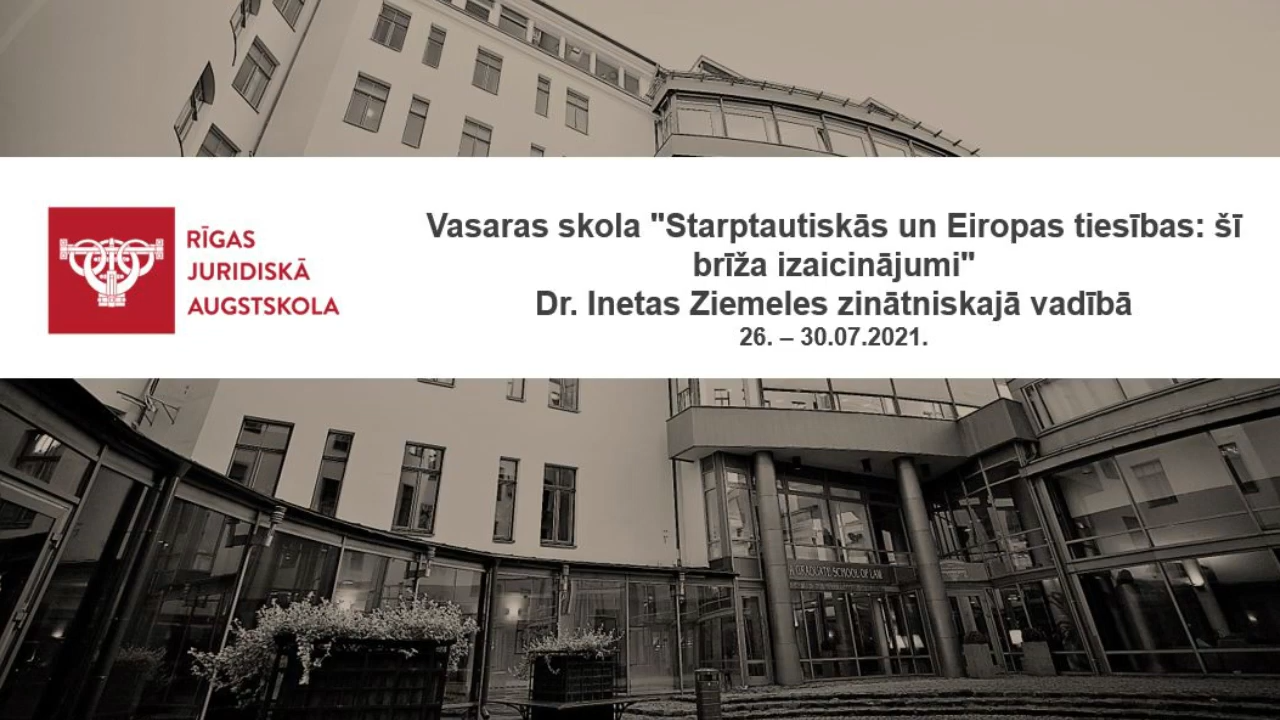 RĪGAS
JURIDISKĀ
AUGSTSKOLA
Vasaras skola "Starptautiskās un Eiropas tiesības: šī
brīža izaicinājumi"
Dr. Inetas Ziemeles zinātniskajā vadībā
26. – 30.07.2021.
GRADUATE SCHOOL OF LAW